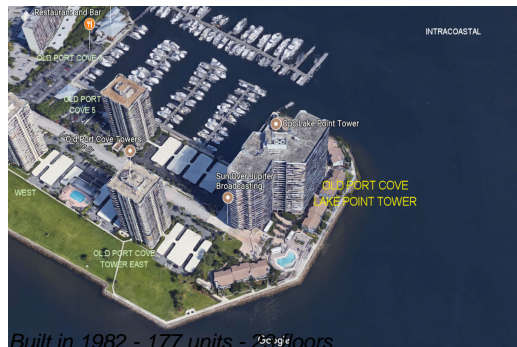 Restaurant and Bar
INTRACOASTAL
OLD PORT COVE
OLD PORT
COVE 5
Opc Lake Point Tower
Old Port Cove Towers
Sun Over Jupiter
Broadcasting
OLD PORT COVE
LAKE POINT TOWER
WEST
OLD PORT COVE
TOWER EAST
Built in 1982 - 177 units - floors
Google